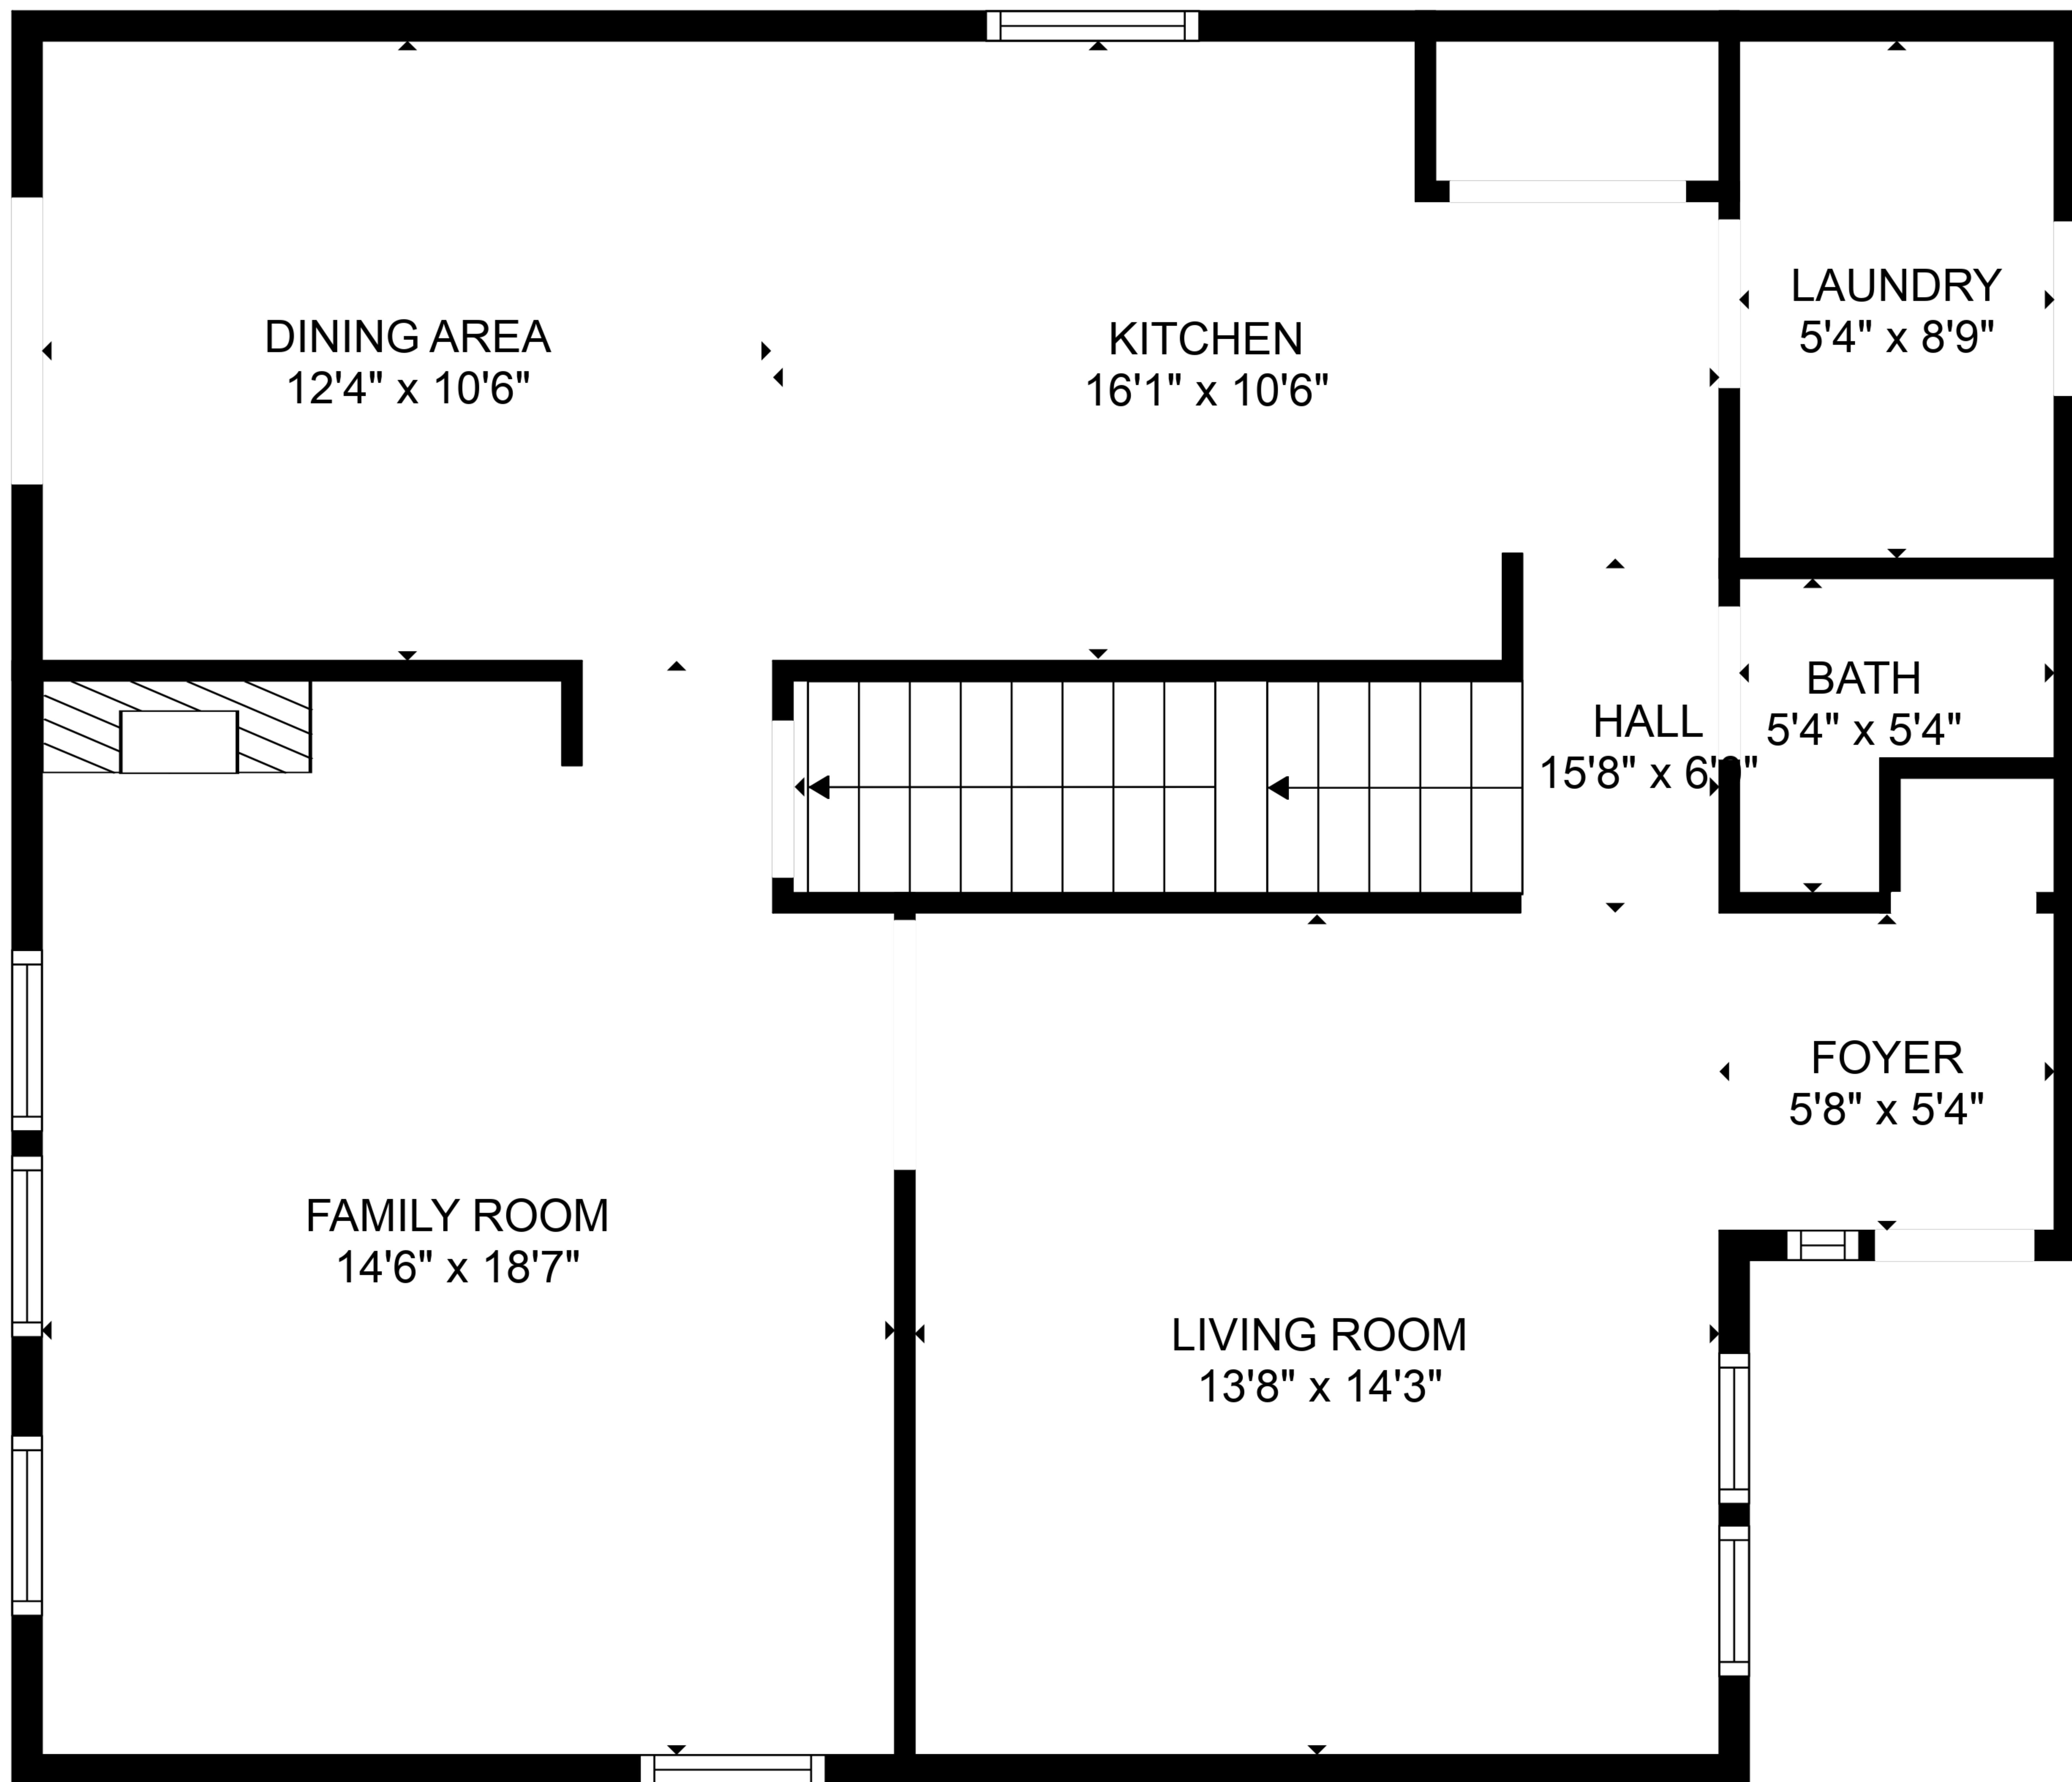 DINING AREA
12'4" x 10'6"
KITCHEN
16'1" x 10'6"
LAUNDRY
5'4" x 8'9"
BATH
5'4" x 5'4"
HALL
15'8" x
FOYER
5'8" x 5'4"
FAMILY ROOM
14'6" x 18'7"
LIVING ROOM
13'8" x 14'3"